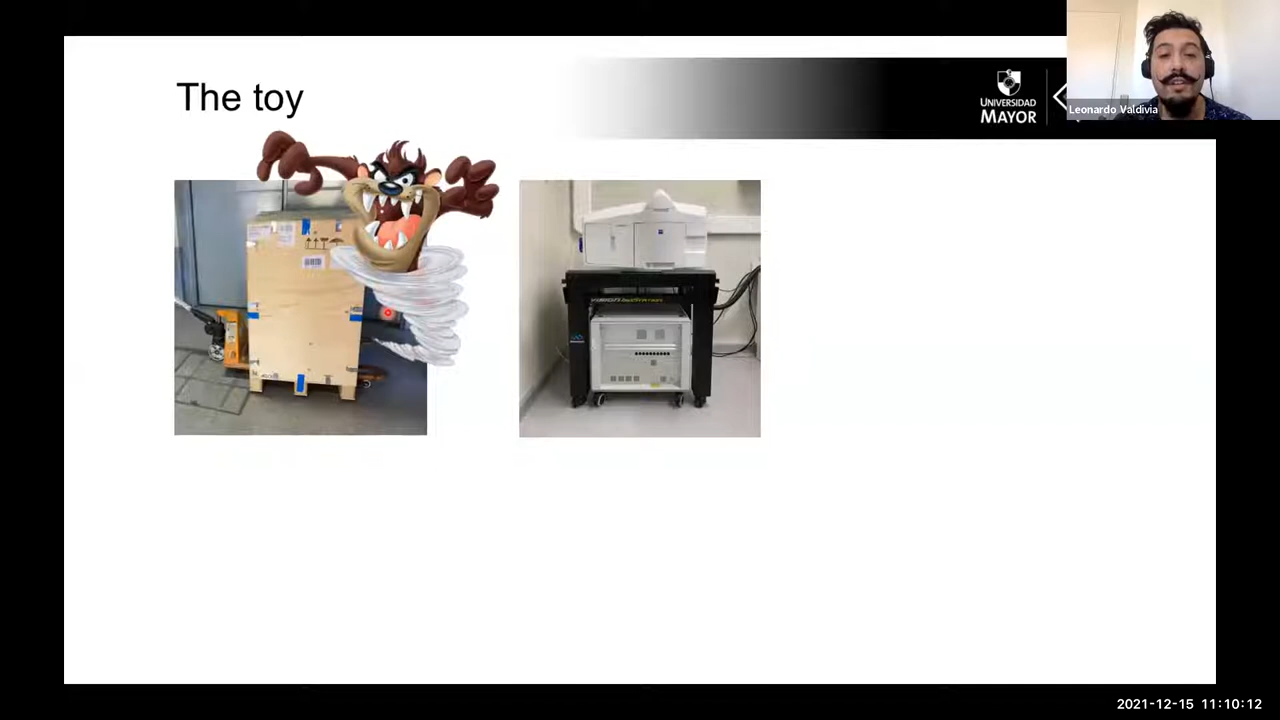 The toy
UNIVERSIDAD
MAYOR
Leonardo Valdivia
2021-12-15 11:10:12